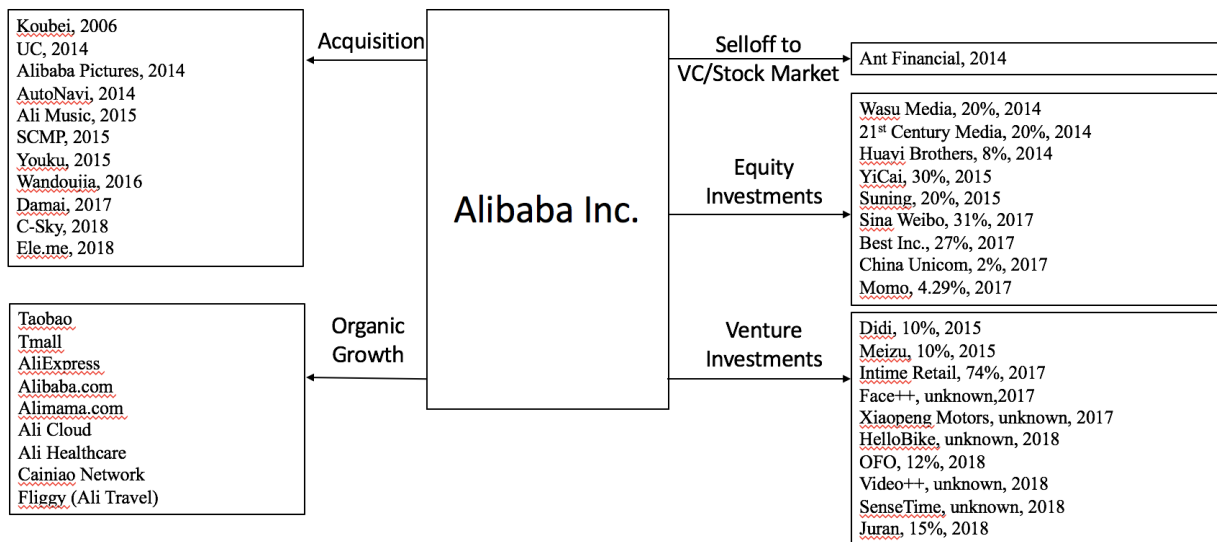 Koubei, 2006
UC, 2014
Alibaba Pictures, 2014
AutoNavi, 2014
Ali Music, 2015
SCMP, 2015
Youku, 2015
Wandoujia, 2016
Damai, 2017
C-Sky, 2018
Ele.me, 2018
Acquisition
Taobao
Tmall
AliExpress
Alibaba.com
Alimama.com
Ali Cloud
Ali Healthcare
Cainiao Network
Fliggy (Ali Travel)
Organic
Growth
Alibaba Inc.
Selloff to
VC/Stock Market
Ant Financial, 2014
Equity
Investments
Wasu Media, 20%, 2014
21st Century Media, 20%, 2014
Huavi Brothers, 8%, 2014
YiCai, 30%, 2015
Suning, 20%, 2015
Sina Weibo, 31%, 2017
Best Inc., 27%, 2017
China Unicom, 2%, 2017
Momo, 4.29%, 2017
Venture
Investments
Didi, 10%, 2015
Meizu, 10%, 2015
Intime Retail, 74%, 2017
Face++, unknown,2017
Xiaopeng Motors, unknown, 2017
HelloBike, unknown, 2018
OFO, 12%, 2018
Video++, unknown, 2018
SenseTime, unknown, 2018
Juran, 15%, 2018